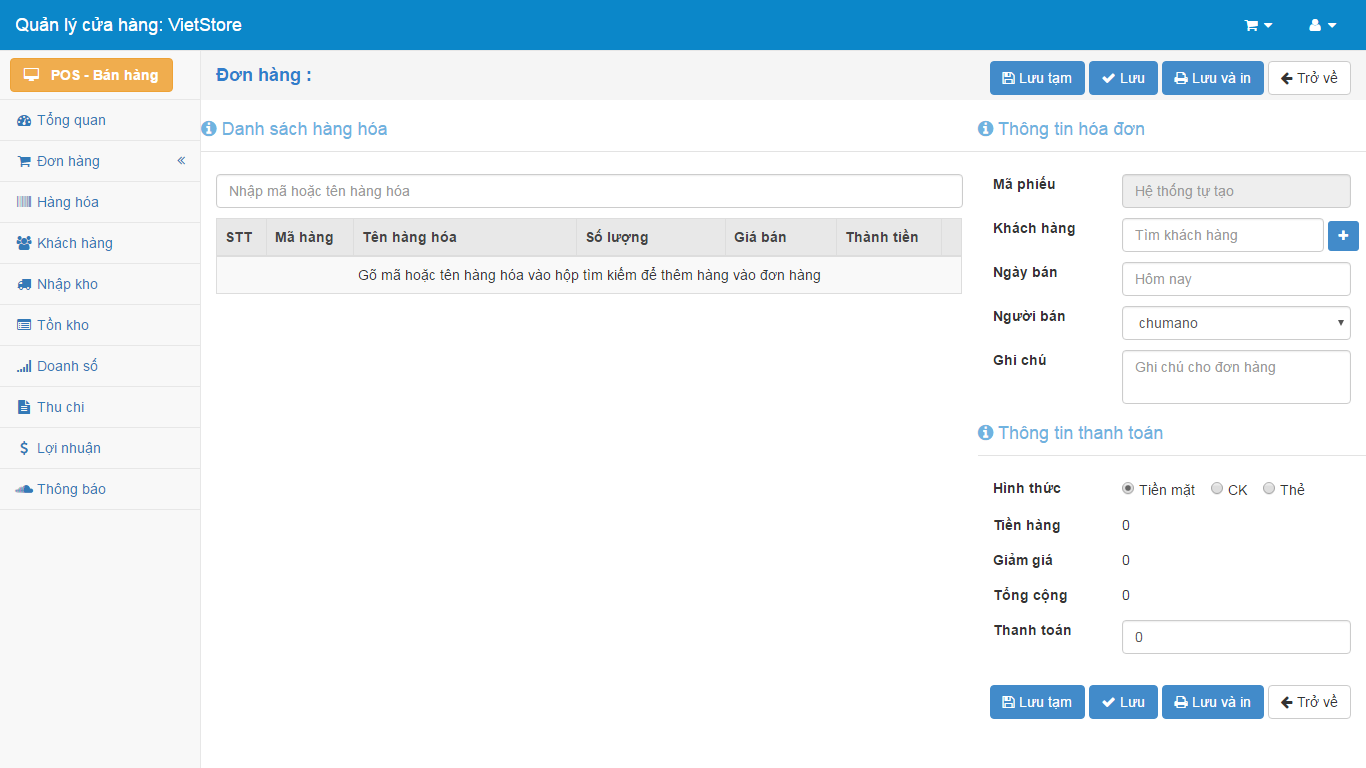 Quản lý cửa hàng: VietStore
POS - Bán hàng
Tổng quan
Đơn hàng
Hàng hóa
Khách hàng
Nhập kho
Tồn kho
Doanh số
Thu chi
Lợi nhuận
Thông báo
Đơn hàng :
Lưu tạm Lưu Lưu và in Trở về
Danh sách hàng hóa
Nhập mã hoặc tên hàng hóa
STT Mã hàng Tên hàng hóa Số lượng Giá bán Thành tiền
Gõ mã hoặc tên hàng hóa vào hộp tìm kiếm để thêm hàng vào đơn hàng
Thông tin hóa đơn
Mã phiếu Hệ thống tự tạo
Khách hàng Tìm khách hàng
Ngày bán Hôm nay
Người bán chumano
Ghi chú Ghi chú cho đơn hàng
Thông tin thanh toán
Hình thức Tiền mặt CK Thẻ
Tiền hàng 0
Giảm giá 0
Tổng cộng 0
Thanh toán 0
Lưu tạm Lưu Lưu và in Trở về